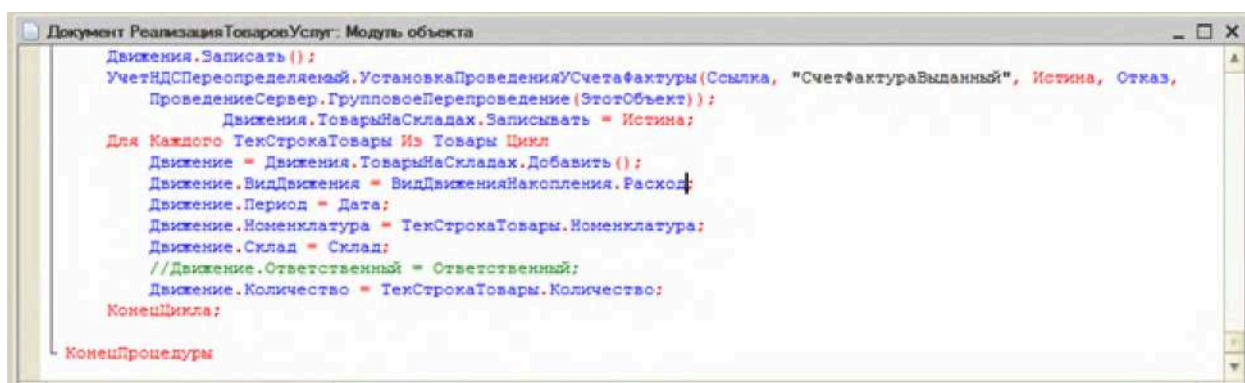 Документ РеализацияТоваровУслуг: Модуль объекта
Движения.Записать();
УчетНДСПереопределяемый.УстановкаПроведенияУСчетаФактуры(Ссылка, "СчетФактураВыданный", Истина, Отказ,
ПроведениеСервер.ГрупповоеПерепроведение(ЭтотОбъект));
Движения.ТоварыНаСкладах.Записывать = Истина;
Для Каждого ТекСтрокаТовары Из Товары Цикл
Движение = Движения.ТоварыНаСкладах.Добавить();
Движение.ВидДвижения = ВидДвиженияНакопления.Расход;
Движение.Период = Дата;
Движение.Номенклатура = ТекСтрокаТовары.Номенклатура;
Движение.Склад = Склад;
//Движение.Ответственный = Ответственный;
Движение.Количество = ТекСтрокаТовары.Количество;
КонецЦикла;
КонецПроцедуры